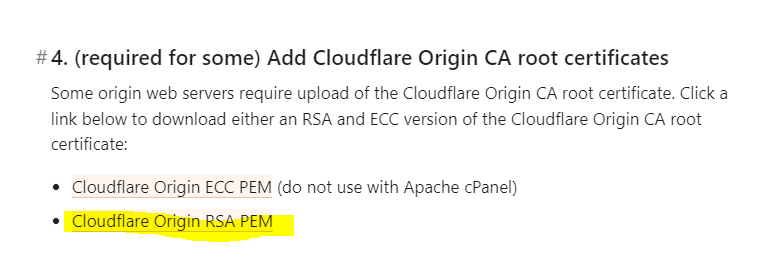 # 4. (required for some) Add Cloudflare Origin CA root certificates
Some origin web servers require upload of the Cloudflare Origin CA root certificate. Click a
link below to download either an RSA and ECC version of the Cloudflare Origin CA root
certificate:
• Cloudflare Origin ECC PEM (do not use with Apache cPanel)
• Cloudflare Origin RSA PEM